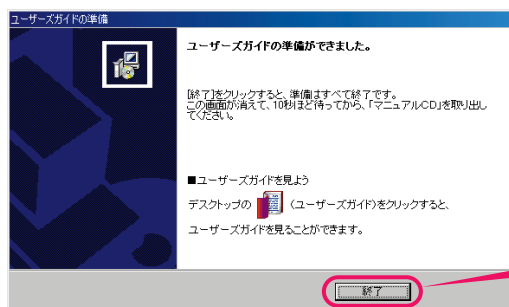 ユーザーズガイドの準備
ユーザーズガイドの準備ができました。
[終了]をクリックすると、準備はすべて終了です。
この画面が消えて、10秒ほど待ってから、「マニュアルCD」を取り出し
てください。
■ユーザーズガイドを見よう
デスクトップの (ユーザーズガイド)をクリックすると、
ユーザーズガイドを見ることができます。
終了